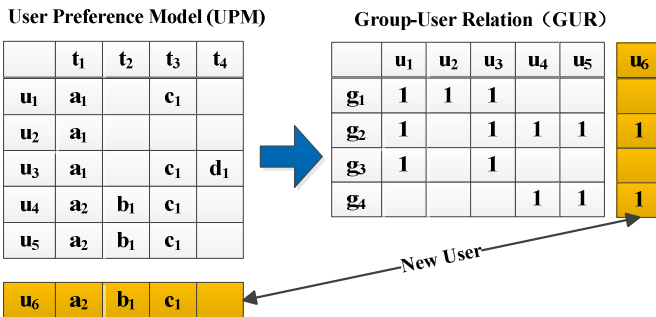 User Preference Model (UPM)
t1 t2 t3 t4
u1 a1 c1
u2 a1
u3 a1 c1 d1
u4 a2 b1 c1
u5 a2 b1 c1
u6 a2 b1 c1
Group-User Relation（GUR）
u1 u2 u3 u4 u5 u6
g1 1 1 1
g2 1 1 1 1 1
g3 1 1
g4 1 1 1
New User